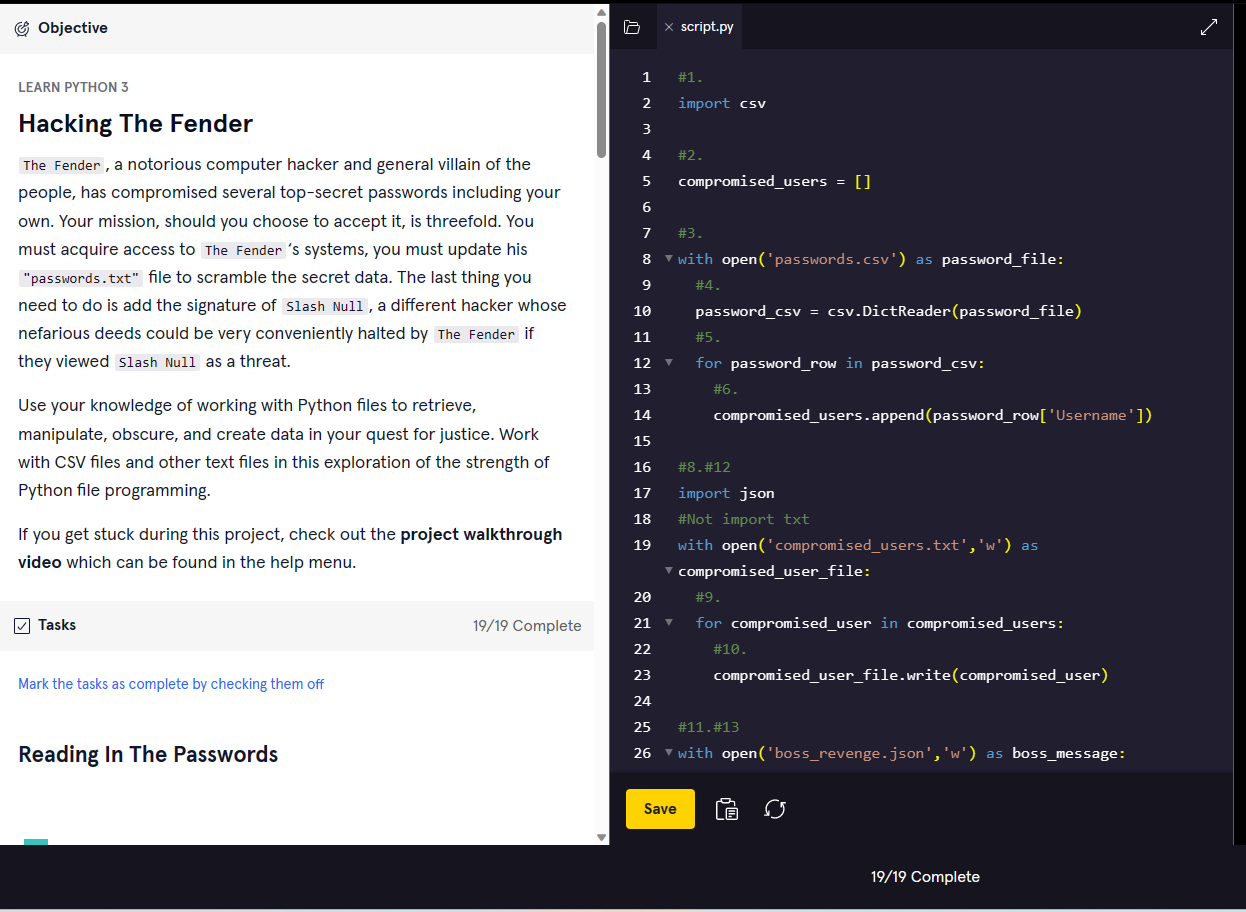 Objective
LEARN PYTHON 3
Hacking The Fender
The Fender, a notorious computer hacker and general villain of the
people, has compromised several top-secret passwords including your
own. Your mission, should you choose to accept it, is threefold. You
must acquire access to The Fender's systems, you must update his
"passwords.txt" file to scramble the secret data. The last thing you
need to do is add the signature of Slash Null, a different hacker whose
nefarious deeds could be very conveniently halted by The Fender if
they viewed Slash Null as a threat.
Use your knowledge of working with Python files to retrieve,
manipulate, obscure, and create data in your quest for justice. Work
with CSV files and other text files in this exploration of the strength of
Python file programming.
If you get stuck during this project, check out the project walkthrough
video which can be found in the help menu.
Tasks 19/19 Complete
Mark the tasks as complete by checking them off
Reading In The Passwords
script.py
1 #1.
2 import csv
3
4 #2.
5 compromised_users = []
6
7 #3.
8 with open('passwords.csv') as password_file:
9 #4.
10 password_csv = csv.DictReader(password_file)
11 #5.
12 for password_row in password_csv:
13 #6.
14 compromised_users.append(password_row['Username'])
15
16 #8.#12
17 import json
18 #Not import txt
19 with open('compromised_users.txt','w') as
compromised_user_file:
20 #9.
21 for compromised_user in compromised_users:
22 #10.
23 compromised_user_file.write(compromised_user)
24
25 #11.#13
26 with open('boss_revenge.json','w') as boss_message:
Save
19/19 Complete